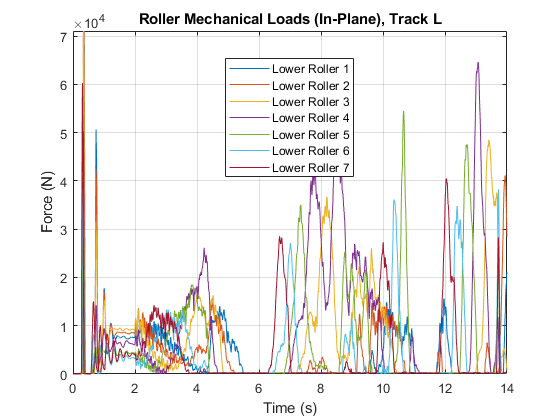 Roller Mechanical Loads (In-Plane), Track L
×10⁴
7
6
5
4
3
2
1
0
Force (N)
Lower Roller 1
Lower Roller 2
Lower Roller 3
Lower Roller 4
Lower Roller 5
Lower Roller 6
Lower Roller 7
0 2 4 6 8 10 12 14
Time (s)